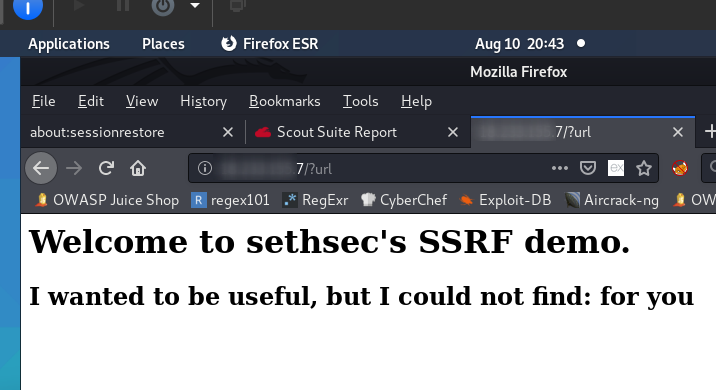 Applications Places Firefox ESR Aug 10 20:43
Mozilla Firefox
File Edit View History Bookmarks Tools Help
about:sessionrestore Scout Suite Report 7/?url
7/?url ex
OWASP Juice Shop regex101 RegExr CyberChef Exploit-DB Aircrack-ng OW
Welcome to sethsec's SSRF demo.
I wanted to be useful, but I could not find: for you